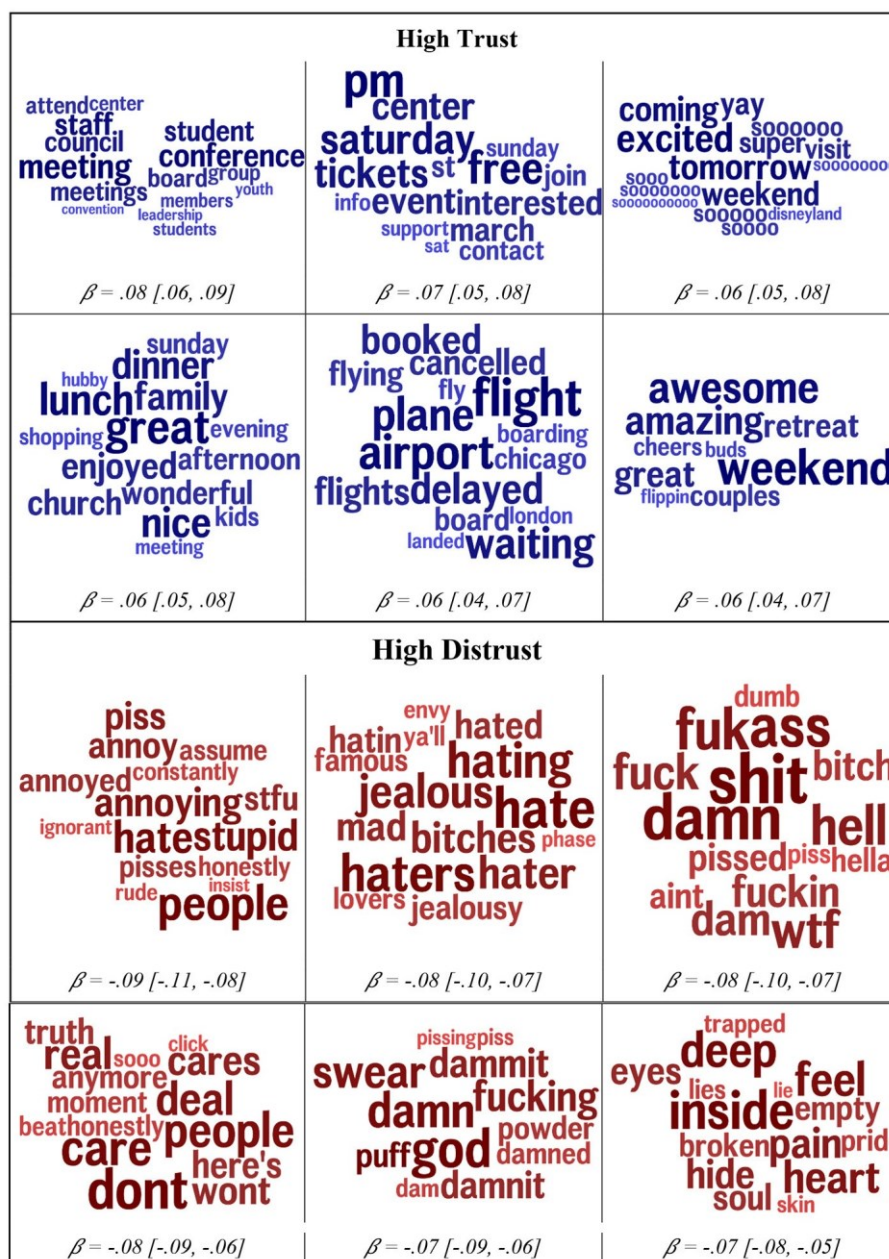 High Trust
attend center
staff
council
student
meeting
conference
board group
meetings
youth
members
convention
leadership
students
β = .08 [.06, .09]
pm
center
saturday
sunday
tickets st free join
info event interested
support march
sat contact
β = .07 [.05, .08]
coming yay
soooooo
excited super visit
tomorrow
soooooooo
sooo
soooooooo
weekend
soooooooooo
sooooo disneyland
soooo
β = .06 [.05, .08]
sunday
dinner
hubby
lunch family
great
shopping
evening
enjoyed afternoon
church wonderful
nice kids
meeting
β = .06 [.05, .08]
booked
cancelled
flying
fly flight
plane
boarding
airport chicago
flights delayed
board london
landed waiting
β = .06 [.04, .07]
awesome
amazing retreat
cheers buds
great weekend
flippin couples
β = .06 [.04, .07]
High Distrust
piss
annoy assume
constantly
annoyed
annoying stfu
ignorant
hate stupid
pisses honestly
insist
rude people
β = -.09 [-.11, -.08]
envy
hatin ya'll hated
famous hating
jealous hate
mad bitches phase
haters hater
lovers jealousy
β = -.08 [-.10, -.07]
dumb
fuk ass
fuck shit bitch
damn hell
pissed piss hella
aint fuckin
dam wtf
β = -.08 [-.10, -.07]
truth
click
real sooo cares
anymore
moment deal
beat honestly people
care here's
dont wont
β = -.08 [-.09, -.06]
pissing piss
swear dammit
damn fucking
powder
puff god damned
dam damnit
β = -.07 [-.09, -.06]
trapped
deep
eyes feel
lies lie
inside empty
broken pain prid
hide heart
soul skin
β = -.07 [-.08, -.05]